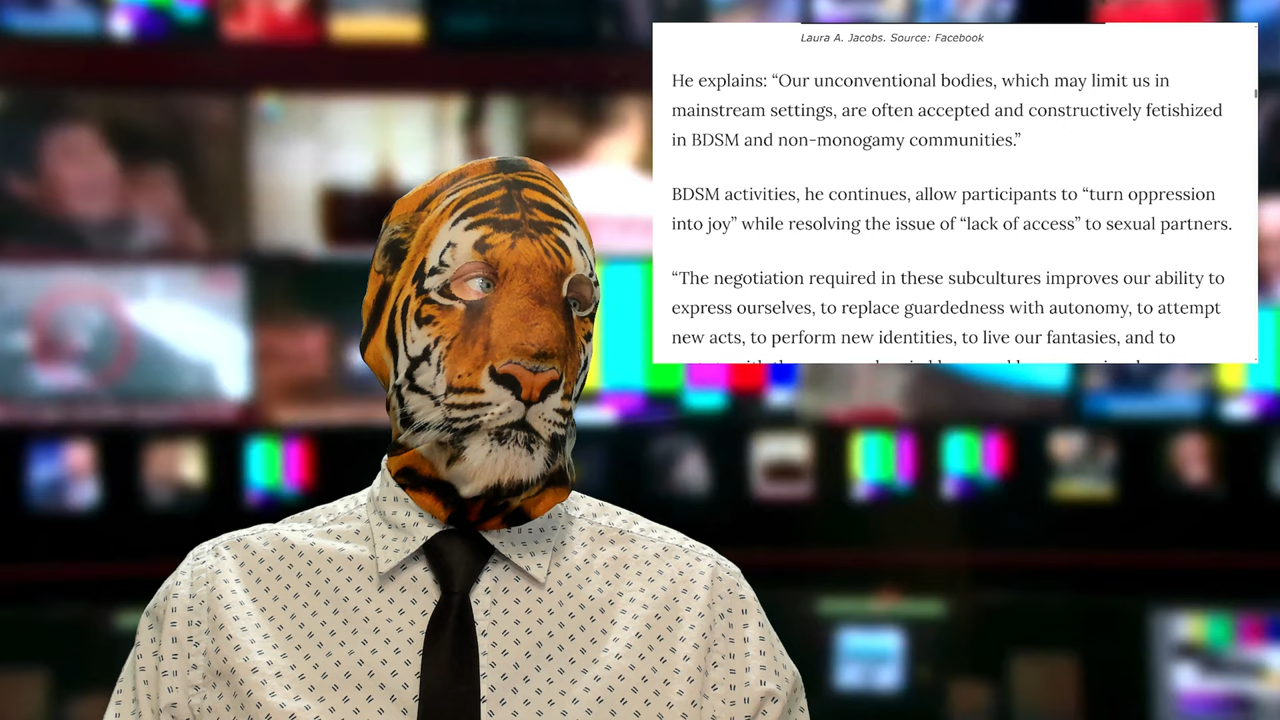 Laura A. Jacobs. Source: Facebook
He explains: “Our unconventional bodies, which may limit us in
mainstream settings, are often accepted and constructively fetishized
in BDSM and non-monogamy communities.”
BDSM activities, he continues, allow participants to “turn oppression
into joy” while resolving the issue of “lack of access” to sexual partners.
“The negotiation required in these subcultures improves our ability to
express ourselves, to replace guardedness with autonomy, to attempt
new acts, to perform new identities, to live our fantasies, and to